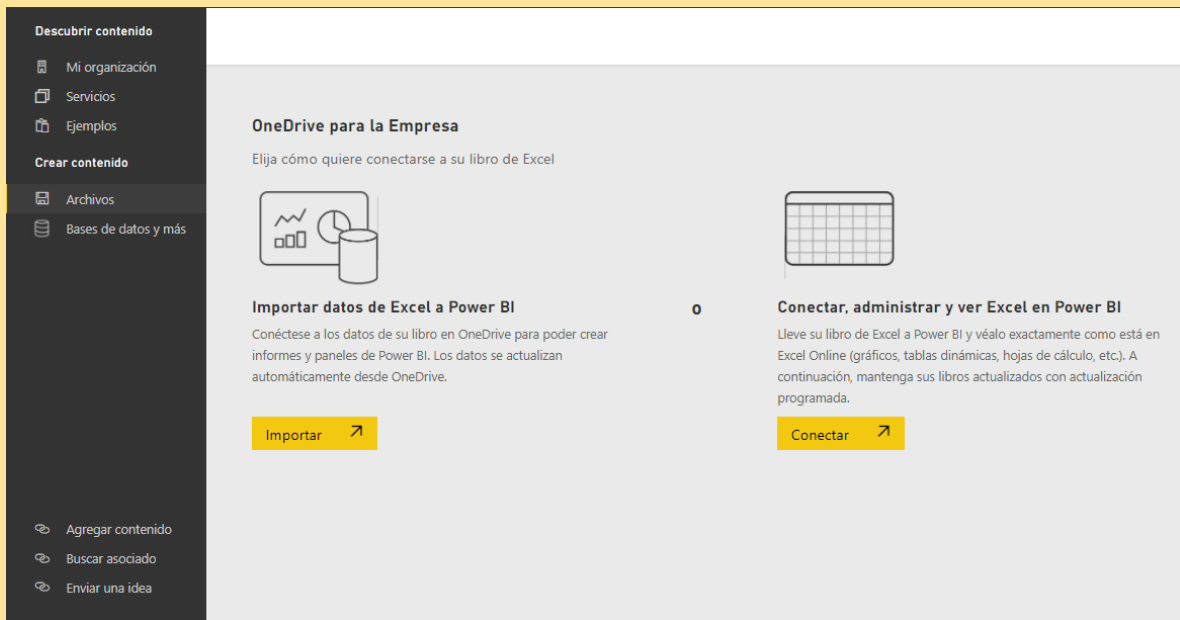 Descubrir contenido
Mi organización
Servicios
Ejemplos
Crear contenido
Archivos
Bases de datos y más
Agregar contenido
Buscar asociado
Enviar una idea
OneDrive para la Empresa
Elija cómo quiere conectarse a su libro de Excel
Importar datos de Excel a Power BI
Conéctese a los datos de su libro en OneDrive para poder crear
informes y paneles de Power BI. Los datos se actualizan
automáticamente desde OneDrive.
Importar
o
Conectar, administrar y ver Excel en Power BI
Lleve su libro de Excel a Power BI y véalo exactamente como está en
Excel Online (gráficos, tablas dinámicas, hojas de cálculo, etc.). A
continuación, mantenga sus libros actualizados con actualización
programada.
Conectar